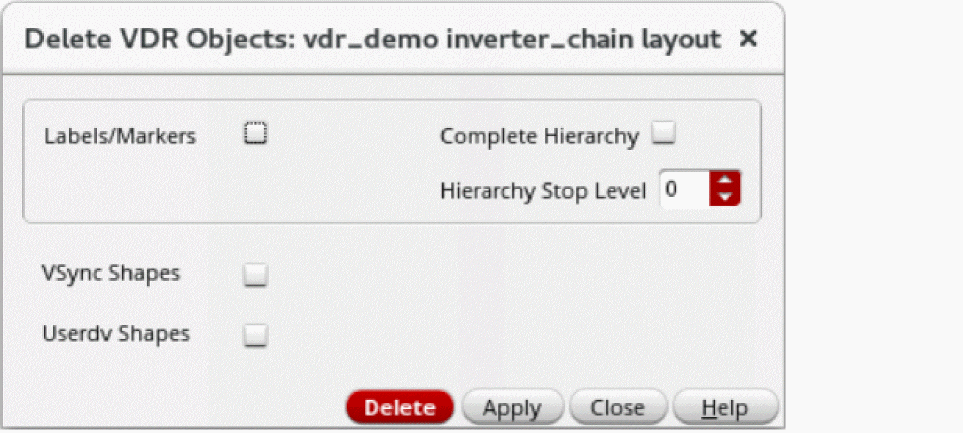 Delete VDR Objects: vdr_demo inverter_chain layout ×
Labels/Markers Complete Hierarchy
Hierarchy Stop Level 0
VSync Shapes
Userdv Shapes
Delete Apply Close Help